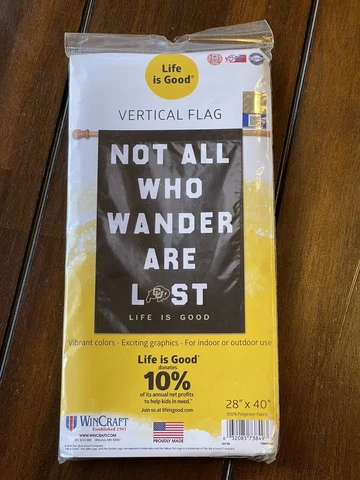 Life
is Good®
VERTICAL FLAG
NOT ALL
WHO
WANDER
ARE
LOST
LIFE IS GOOD
Vibrant colors - Exciting graphics - For indoor or outdoor use
Life is Good®
donates
10%
of its annual net profits
to help kids in need.
Join us at lifeisgood.com
28" x 40"
100% Polyester Fabric
WINCRAFT
Established 1961
WWW.WINCRAFT.COM
PROUDLY MADE